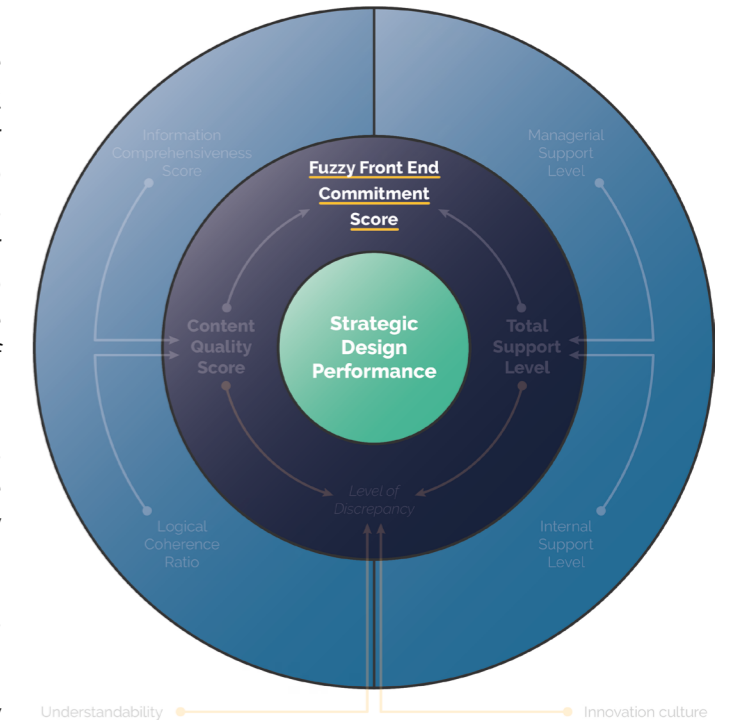 Information
Comprehensiveness
Score
Managerial
Support
Level
Fuzzy Front End
Commitment
Score
Content
Quality
Score
Strategic
Design
Performance
Total
Support
Level
Level of
Discrepancy
Logical
Coherence
Ratio
Internal
Support
Level
Understandability
Innovation culture